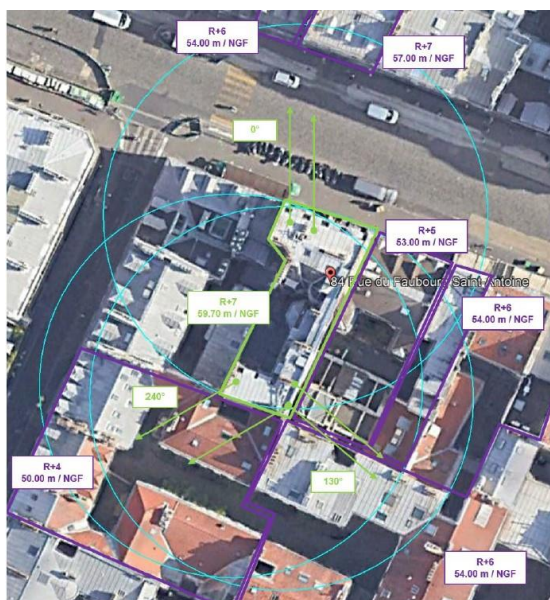 R+6
54.00 m / NGF
R+7
57.00 m / NGF
0°
R+5
53.00 m / NGF
84 Rue du Faubourg Saint Antoine
R+7
59.70 m / NGF
R+6
54.00 m / NGF
240°
R+4
50.00 m / NGF
130°
R+6
54.00 m / NGF